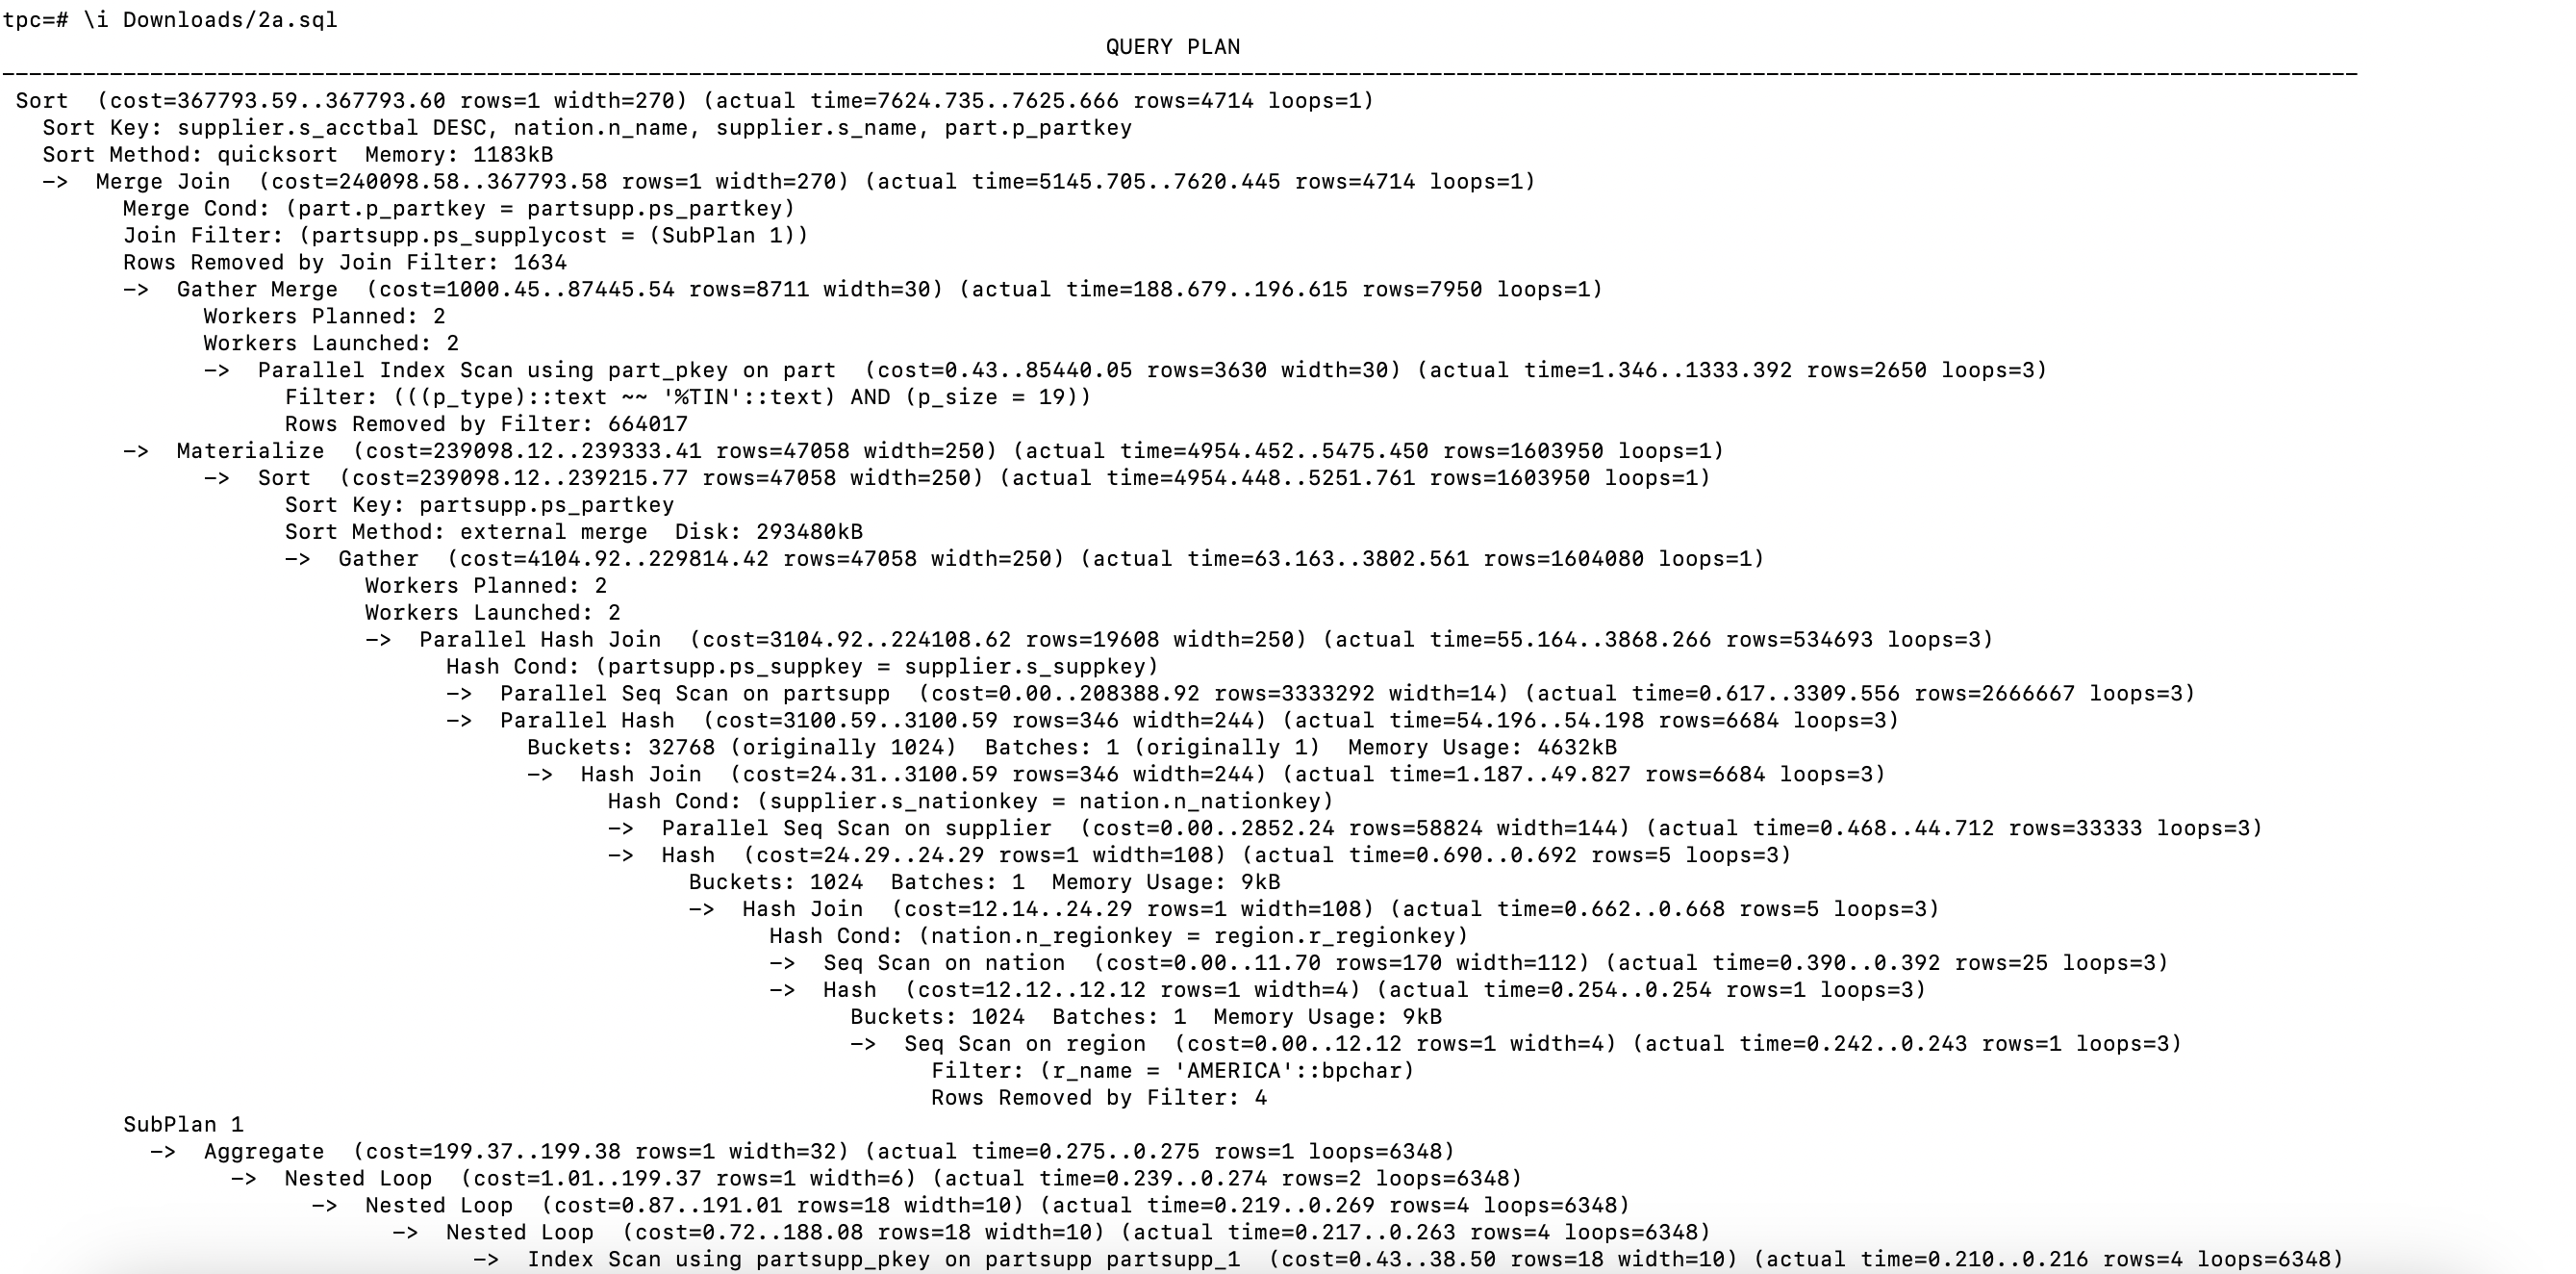 tpc=# \i Downloads/2a.sql
QUERY PLAN
--------------------------------------------------------------------------------------------------------------------------------------------------------------------------------
Sort  (cost=367793.59..367793.60 rows=1 width=270) (actual time=7624.735..7625.666 rows=4714 loops=1)
Sort Key: supplier.s_acctbal DESC, nation.n_name, supplier.s_name, part.p_partkey
Sort Method: quicksort  Memory: 1183kB
->  Merge Join  (cost=240098.58..367793.58 rows=1 width=270) (actual time=5145.705..7620.445 rows=4714 loops=1)
Merge Cond: (part.p_partkey = partsupp.ps_partkey)
Join Filter: (partsupp.ps_supplycost = (SubPlan 1))
Rows Removed by Join Filter: 1634
->  Gather Merge  (cost=1000.45..87445.54 rows=8711 width=30) (actual time=188.679..196.615 rows=7950 loops=1)
Workers Planned: 2
Workers Launched: 2
->  Parallel Index Scan using part_pkey on part  (cost=0.43..85440.05 rows=3630 width=30) (actual time=1.346..1333.392 rows=2650 loops=3)
Filter: (((p_type)::text ~~ '%TIN'::text) AND (p_size = 19))
Rows Removed by Filter: 664017
->  Materialize  (cost=239098.12..239333.41 rows=47058 width=250) (actual time=4954.452..5475.450 rows=1603950 loops=1)
->  Sort  (cost=239098.12..239215.77 rows=47058 width=250) (actual time=4954.448..5251.761 rows=1603950 loops=1)
Sort Key: partsupp.ps_partkey
Sort Method: external merge  Disk: 293480kB
->  Gather  (cost=4104.92..229814.42 rows=47058 width=250) (actual time=63.163..3802.561 rows=1604080 loops=1)
Workers Planned: 2
Workers Launched: 2
->  Parallel Hash Join  (cost=3104.92..224108.62 rows=19608 width=250) (actual time=55.164..3868.266 rows=534693 loops=3)
Hash Cond: (partsupp.ps_suppkey = supplier.s_suppkey)
->  Parallel Seq Scan on partsupp  (cost=0.00..208388.92 rows=3333292 width=14) (actual time=0.617..3309.556 rows=2666667 loops=3)
->  Parallel Hash  (cost=3100.59..3100.59 rows=346 width=244) (actual time=54.196..54.198 rows=6684 loops=3)
Buckets: 32768 (originally 1024)  Batches: 1 (originally 1)  Memory Usage: 4632kB
->  Hash Join  (cost=24.31..3100.59 rows=346 width=244) (actual time=1.187..49.827 rows=6684 loops=3)
Hash Cond: (supplier.s_nationkey = nation.n_nationkey)
->  Parallel Seq Scan on supplier  (cost=0.00..2852.24 rows=58824 width=144) (actual time=0.468..44.712 rows=33333 loops=3)
->  Hash  (cost=24.29..24.29 rows=1 width=108) (actual time=0.690..0.692 rows=5 loops=3)
Buckets: 1024  Batches: 1  Memory Usage: 9kB
->  Hash Join  (cost=12.14..24.29 rows=1 width=108) (actual time=0.662..0.668 rows=5 loops=3)
Hash Cond: (nation.n_regionkey = region.r_regionkey)
->  Seq Scan on nation  (cost=0.00..11.70 rows=170 width=112) (actual time=0.390..0.392 rows=25 loops=3)
->  Hash  (cost=12.12..12.12 rows=1 width=4) (actual time=0.254..0.254 rows=1 loops=3)
Buckets: 1024  Batches: 1  Memory Usage: 9kB
->  Seq Scan on region  (cost=0.00..12.12 rows=1 width=4) (actual time=0.242..0.243 rows=1 loops=3)
Filter: (r_name = 'AMERICA'::bpchar)
Rows Removed by Filter: 4
SubPlan 1
->  Aggregate  (cost=199.37..199.38 rows=1 width=32) (actual time=0.275..0.275 rows=1 loops=6348)
->  Nested Loop  (cost=1.01..199.37 rows=1 width=6) (actual time=0.239..0.274 rows=2 loops=6348)
->  Nested Loop  (cost=0.87..191.01 rows=18 width=10) (actual time=0.219..0.269 rows=4 loops=6348)
->  Nested Loop  (cost=0.72..188.08 rows=18 width=10) (actual time=0.217..0.263 rows=4 loops=6348)
->  Index Scan using partsupp_pkey on partsupp partsupp_1  (cost=0.43..38.50 rows=18 width=10) (actual time=0.210..0.216 rows=4 loops=6348)